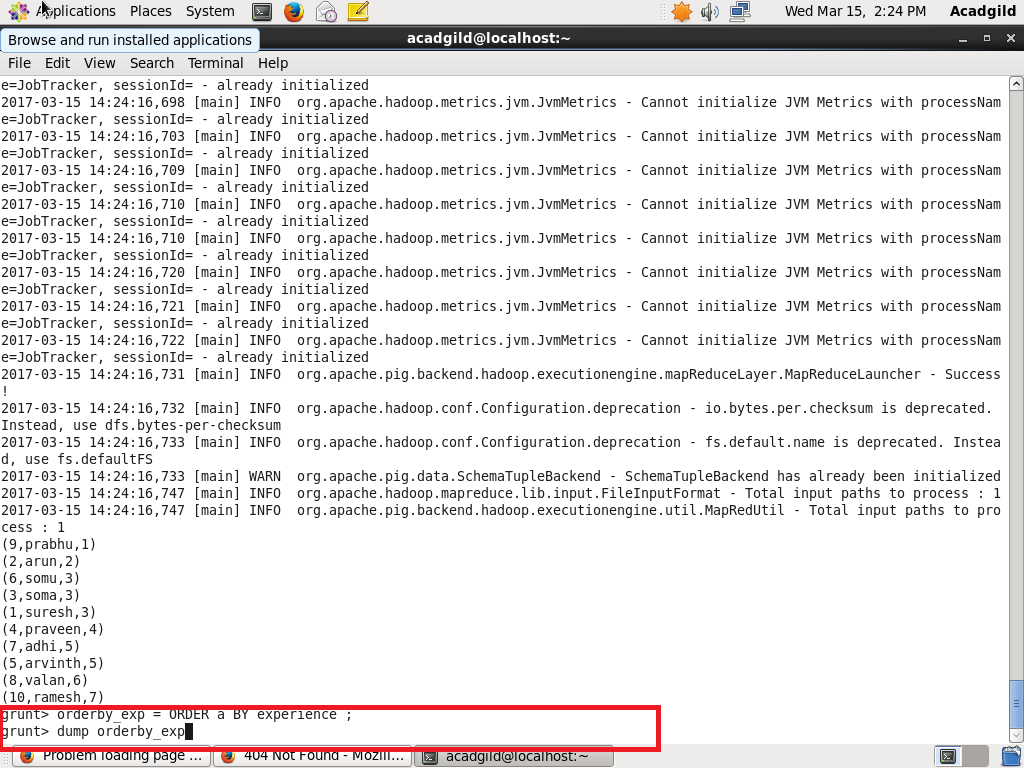 Applications Places System Wed Mar 15, 2:24 PM Acadgild
Browse and run installed applications
acadgild@localhost:~
File Edit View Search Terminal Help
e=JobTracker, sessionId= - already initialized
2017-03-15 14:24:16,698 [main] INFO  org.apache.hadoop.metrics.jvm.JvmMetrics - Cannot initialize JVM Metrics with processNam
e=JobTracker, sessionId= - already initialized
2017-03-15 14:24:16,703 [main] INFO  org.apache.hadoop.metrics.jvm.JvmMetrics - Cannot initialize JVM Metrics with processNam
e=JobTracker, sessionId= - already initialized
2017-03-15 14:24:16,709 [main] INFO  org.apache.hadoop.metrics.jvm.JvmMetrics - Cannot initialize JVM Metrics with processNam
e=JobTracker, sessionId= - already initialized
2017-03-15 14:24:16,710 [main] INFO  org.apache.hadoop.metrics.jvm.JvmMetrics - Cannot initialize JVM Metrics with processNam
e=JobTracker, sessionId= - already initialized
2017-03-15 14:24:16,710 [main] INFO  org.apache.hadoop.metrics.jvm.JvmMetrics - Cannot initialize JVM Metrics with processNam
e=JobTracker, sessionId= - already initialized
2017-03-15 14:24:16,720 [main] INFO  org.apache.hadoop.metrics.jvm.JvmMetrics - Cannot initialize JVM Metrics with processNam
e=JobTracker, sessionId= - already initialized
2017-03-15 14:24:16,721 [main] INFO  org.apache.hadoop.metrics.jvm.JvmMetrics - Cannot initialize JVM Metrics with processNam
e=JobTracker, sessionId= - already initialized
2017-03-15 14:24:16,722 [main] INFO  org.apache.hadoop.metrics.jvm.JvmMetrics - Cannot initialize JVM Metrics with processNam
e=JobTracker, sessionId= - already initialized
2017-03-15 14:24:16,731 [main] INFO  org.apache.pig.backend.hadoop.executionengine.mapReduceLayer.MapReduceLauncher - Success
!
2017-03-15 14:24:16,732 [main] INFO  org.apache.hadoop.conf.Configuration.deprecation - io.bytes.per.checksum is deprecated.
Instead, use dfs.bytes-per-checksum
2017-03-15 14:24:16,733 [main] INFO  org.apache.hadoop.conf.Configuration.deprecation - fs.default.name is deprecated. Instea
d, use fs.defaultFS
2017-03-15 14:24:16,733 [main] WARN  org.apache.pig.data.SchemaTupleBackend - SchemaTupleBackend has already been initialized
2017-03-15 14:24:16,747 [main] INFO  org.apache.hadoop.mapreduce.lib.input.FileInputFormat - Total input paths to process : 1
2017-03-15 14:24:16,747 [main] INFO  org.apache.pig.backend.hadoop.executionengine.util.MapRedUtil - Total input paths to pro
cess : 1
(9,prabhu,1)
(2,arun,2)
(6,somu,3)
(3,soma,3)
(1,suresh,3)
(4,praveen,4)
(7,adhi,5)
(5,arvinth,5)
(8,valan,6)
(10,ramesh,7)
grunt> orderby_exp = ORDER a BY experience ;
grunt> dump orderby_exp
Problem loading page ... 404 Not Found - Mozill... acadgild@localhost:~